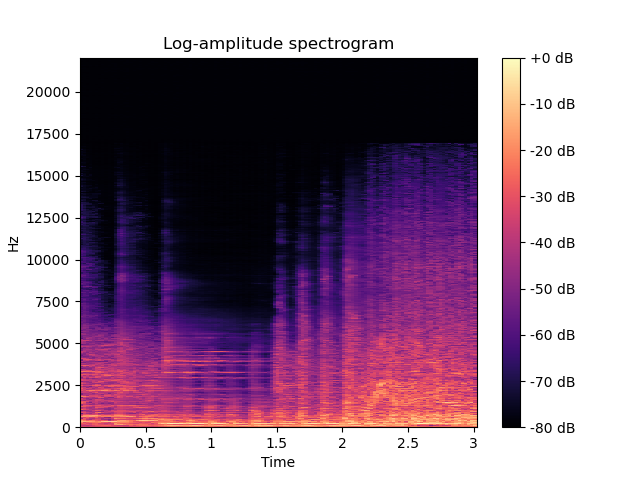 Log-amplitude spectrogram
Hz
20000
17500
15000
12500
10000
7500
5000
2500
0
0 0.5 1 1.5 2 2.5 3
Time
+0 dB
-10 dB
-20 dB
-30 dB
-40 dB
-50 dB
-60 dB
-70 dB
-80 dB